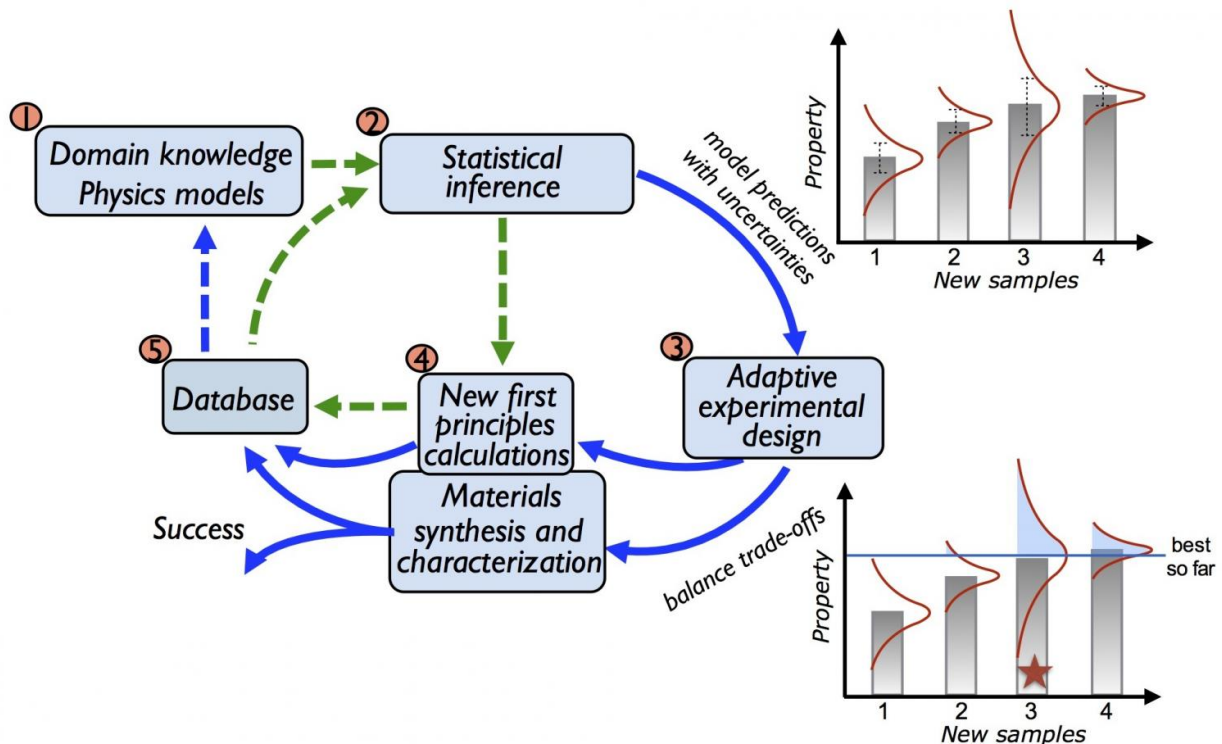 1
Domain knowledge
Physics models
2
Statistical
inference
model predictions
with uncertainties
Property
1 2 3 4
New samples
5
Database
4
New first
principles
calculations
3
Adaptive
experimental
design
Materials
synthesis and
characterization
Success
balance trade-offs
best
so far
Property
1 2 3 4
New samples